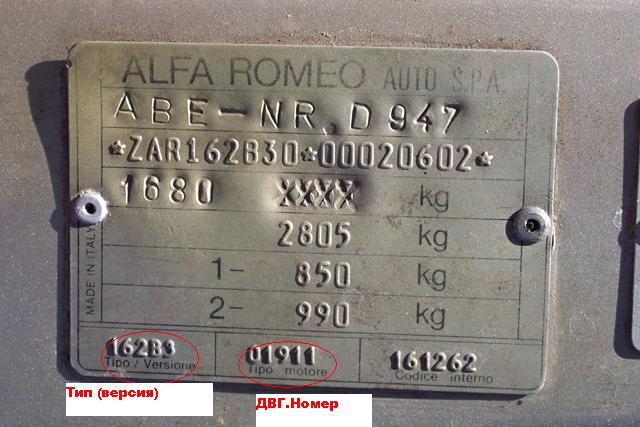 ALFA ROMEO AUTO S.P.A.
ABE-NR. D 947
*ZAR162B30*00020602*
1680 XXXX kg
2805 kg
1- 850 kg
2- 990 kg
MADE IN ITALY
162B3 01911 161262
Tipo / Versione Tipo motore Codice interno
Тип (версия) ДВГ.Номер